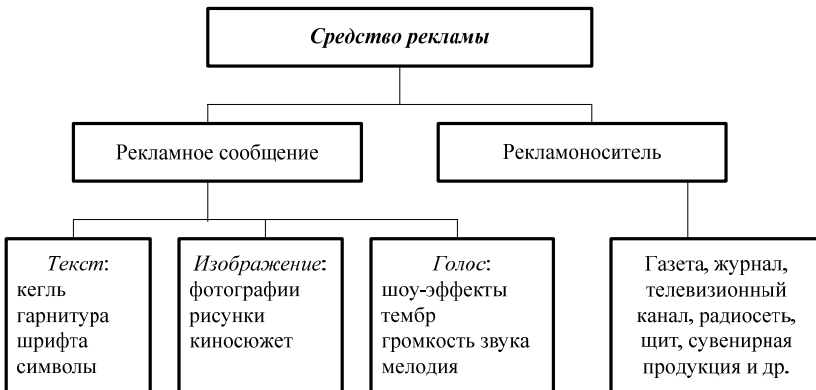 Средство рекламы
Рекламное сообщение
Рекламоноситель
Текст:
кегль
гарнитура
шрифта
символы
Изображение:
фотографии
рисунки
киносюжет
Голос:
шоу-эффекты
тембр
громкость звука
мелодия
Газета, журнал,
телевизионный
канал, радиосеть,
щит, сувенирная
продукция и др.